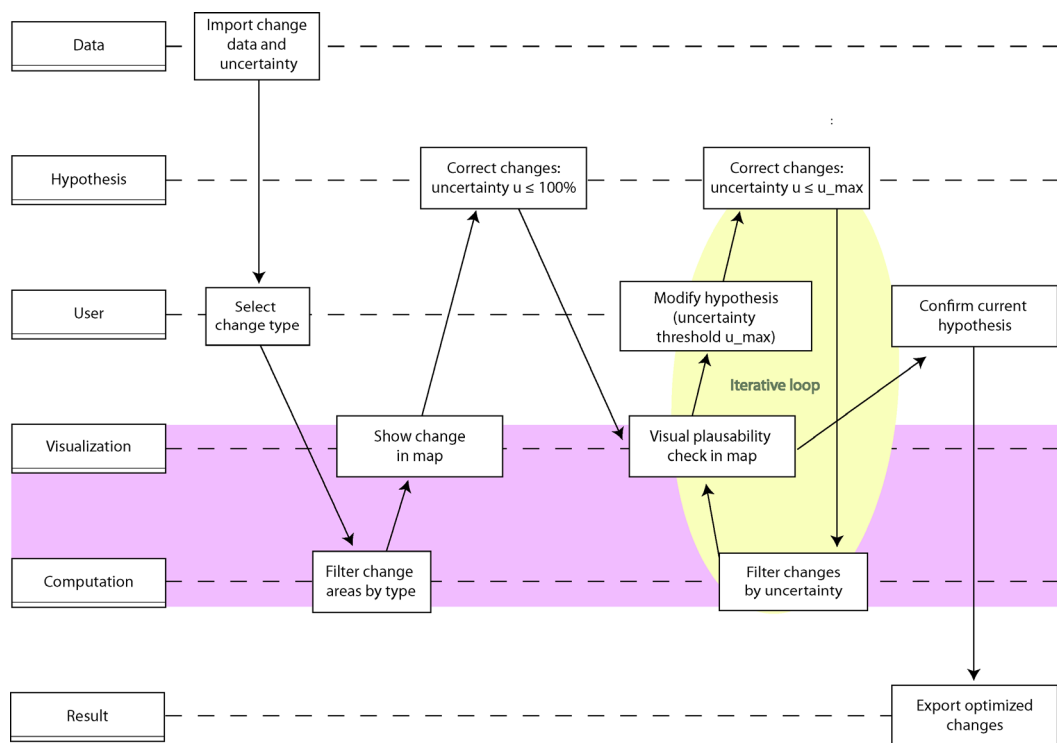 Data
Import change
data and
uncertainty
:
Hypothesis
Correct changes:
uncertainty u ≤ 100%
Correct changes:
uncertainty u ≤ u_max
User
Select
change type
Modify hypothesis
(uncertainty
threshold u_max)
Confirm current
hypothesis
Iterative loop
Visualization
Show change
in map
Visual plausability
check in map
Computation
Filter change
areas by type
Filter changes
by uncertainty
Result
Export optimized
changes